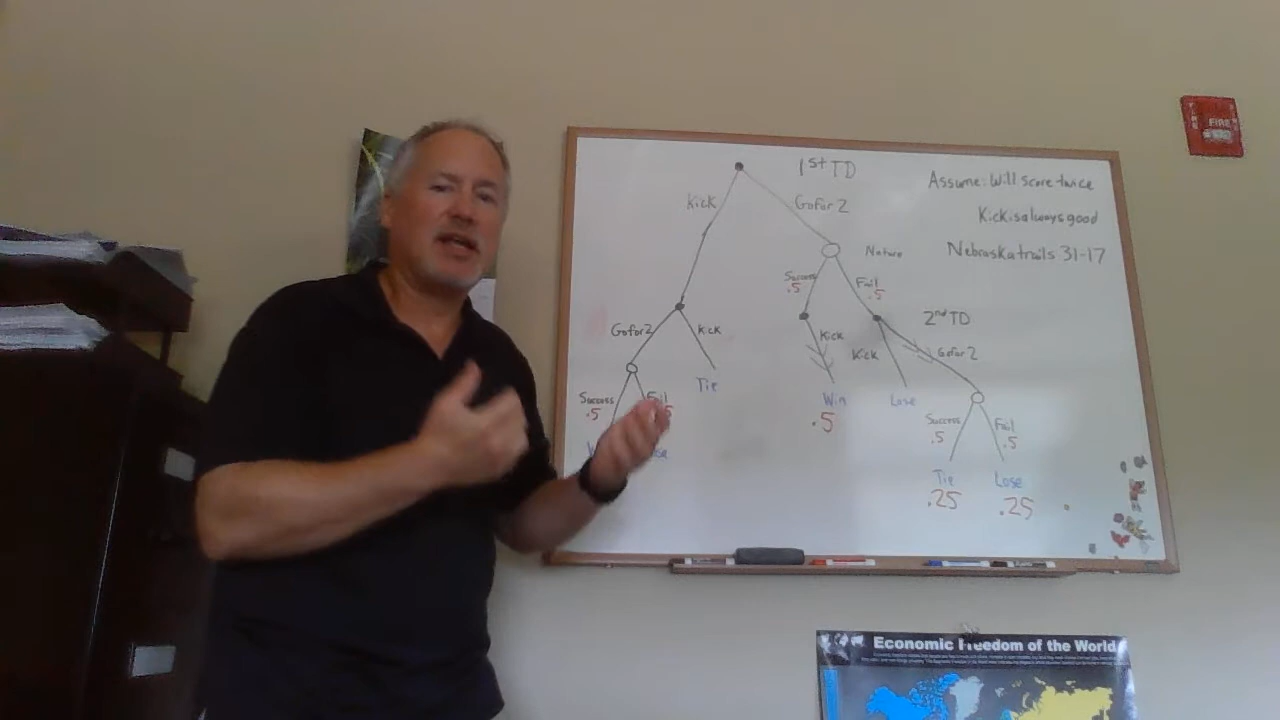 1st TD
Assume: Will score twice
Kick
Go for 2
Kick is always good
Nature
Nebraska trails 31-17
Success
.5
Fail
.5
2nd TD
Go for 2
Kick
Kick
Kick
Go for 2
Tie
Success
.5
Win
.5
Lose
Success
.5
Fail
.5
Tie
.25
Lose
.25
FIRE
Economic Freedom of the World